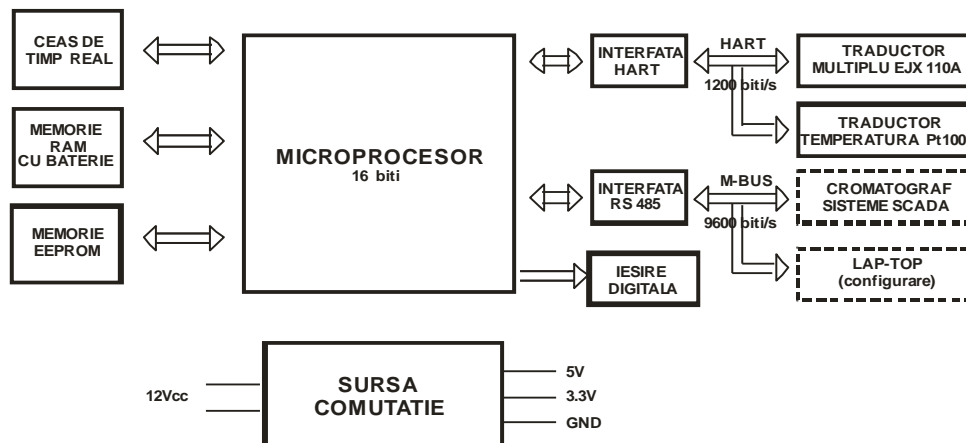 CEAS DE
TIMP REAL
MEMORIE
RAM
CU BATERIE
MEMORIE
EEPROM
MICROPROCESOR
16 biti
INTERFATA
HART
HART
1200 biti/s
TRADUCTOR
MULTIPLU EJX 110A
TRADUCTOR
TEMPERATURA Pt100
INTERFATA
RS 485
M-BUS
9600 biti/s
CROMATOGRAF
SISTEME SCADA
LAP-TOP
(configurare)
IESIRE
DIGITALA
12Vcc
SURSA
COMUTATIE
5V
3.3V
GND